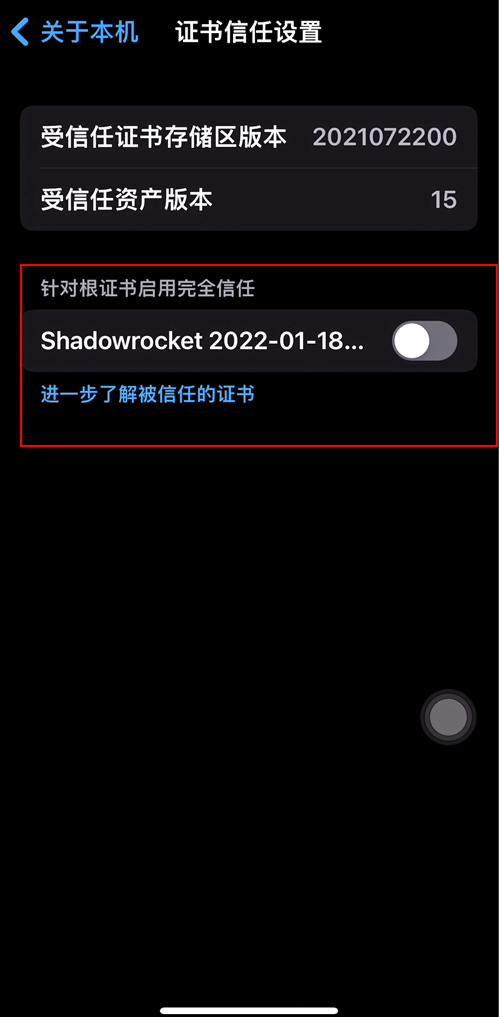 关于本机 证书信任设置
受信任证书存储区版本 2021072200
受信任资产版本 15
针对根证书启用完全信任
Shadowrocket 2022-01-18...
进一步了解被信任的证书